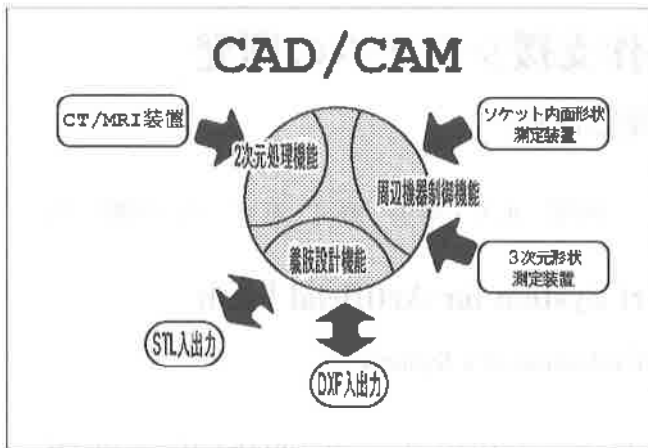 CAD/CAM
CT/MRI装置
ソケット内面形状
測定装置
2次元処理機能
周辺機器制御機能
義肢設計機能
3次元形状
測定装置
STL入出力
DXF入出力